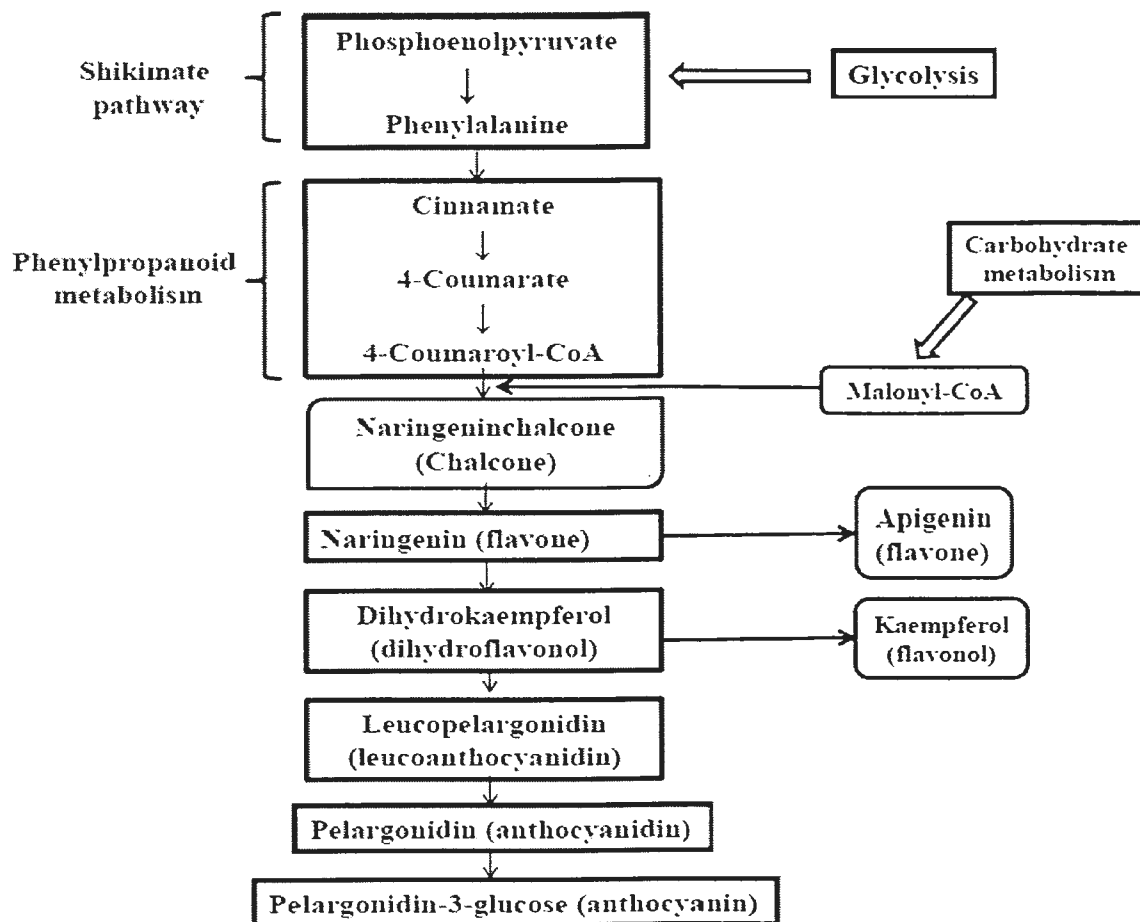 Phosphoenolpyruvate
Shikimate
pathway
Glycolysis
Phenylalanine
Cinnamate
Phenylpropanoid
metabolism
4-Coumarate
Carbohydrate
metabolism
4-Coumaroyl-CoA
Malonyl-CoA
Naringeninchalcone
(Chalcone)
Naringenin (flavone)
Apigenin
(flavone)
Dihydrokaempferol
(dihydroflavonol)
Kaempferol
(flavonol)
Leucopelargonidin
(leucoanthocyanidin)
Pelargonidin (anthocyanidin)
Pelargonidin-3-glucose (anthocyanin)